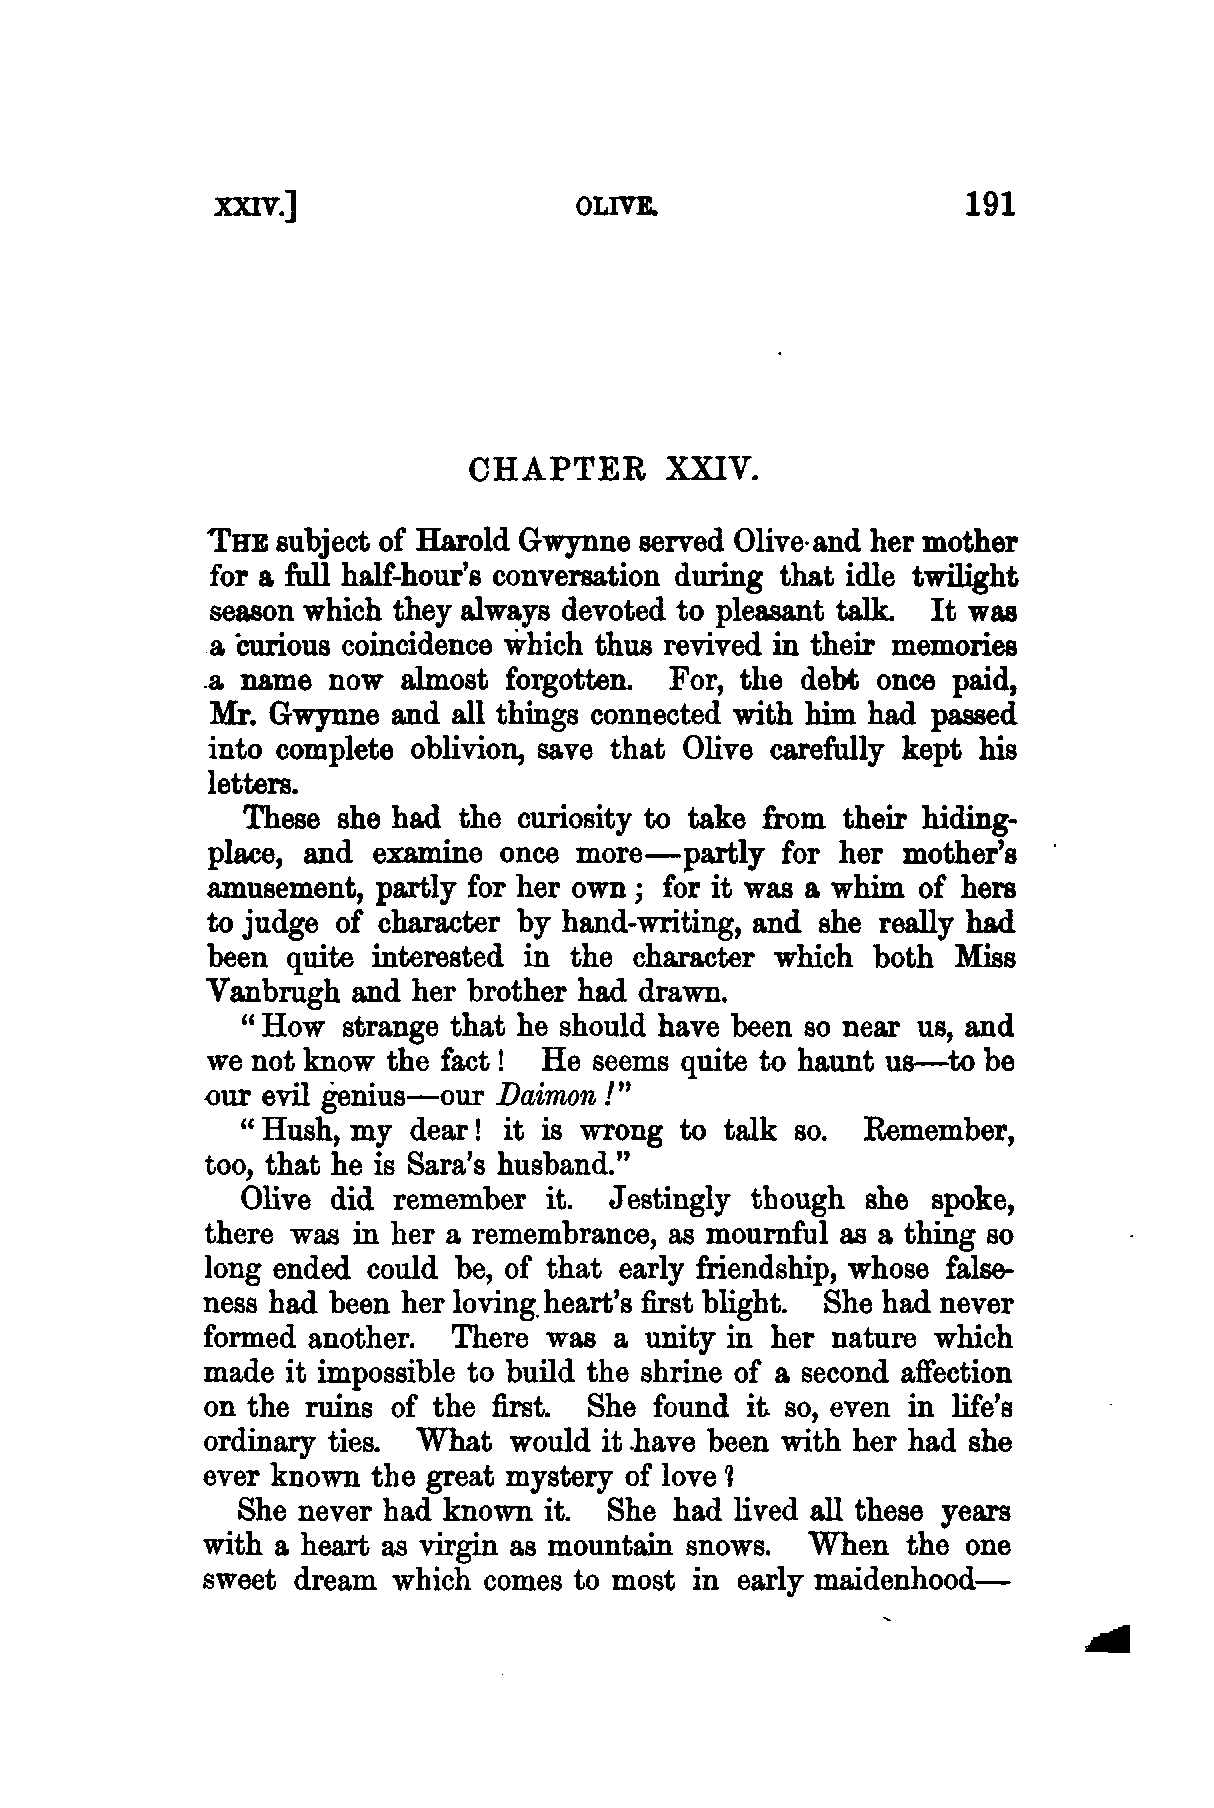 XXIV.] OLIVE. 191
CHAPTER XXIV.
THE subject of Harold Gwynne served Olive and her mother
for a full half-hour's conversation during that idle twilight
season which they always devoted to pleasant talk. It was
a curious coincidence which thus revived in their memories
a name now almost forgotten. For, the debt once paid,
Mr. Gwynne and all things connected with him had passed
into complete oblivion, save that Olive carefully kept his
letters.
These she had the curiosity to take from their hiding-
place, and examine once more—partly for her mother's
amusement, partly for her own; for it was a whim of hers
to judge of character by hand-writing, and she really had
been quite interested in the character which both Miss
Vanbrugh and her brother had drawn.
"How strange that he should have been so near us, and
we not know the fact! He seems quite to haunt us—to be
our evil genius—our Daimon!"
"Hush, my dear! it is wrong to talk so. Remember,
too, that he is Sara's husband."
Olive did remember it. Jestingly though she spoke,
there was in her a remembrance, as mournful as a thing so
long ended could be, of that early friendship, whose false-
ness had been her loving heart's first blight. She had never
formed another. There was a unity in her nature which
made it impossible to build the shrine of a second affection
on the ruins of the first. She found it so, even in life's
ordinary ties. What would it have been with her had she
ever known the great mystery of love?
She never had known it. She had lived all these years
with a heart as virgin as mountain snows. When the one
sweet dream which comes to most in early maidenhood—